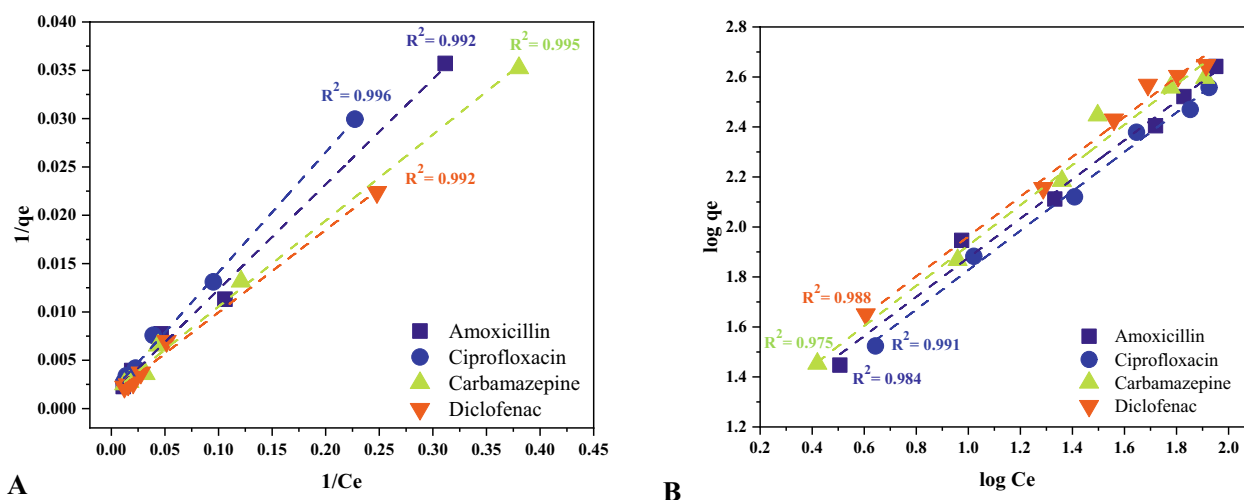 0.040
0.035
0.030
0.025
0.020
0.015
0.010
0.005
0.000
1/qe
R²= 0.992
R²= 0.995
R²= 0.996
R²= 0.992
Amoxicillin
Ciprofloxacin
Carbamazepine
Diclofenac
0.00 0.05 0.10 0.15 0.20 0.25 0.30 0.35 0.40 0.45
1/Ce
A
2.8
2.6
2.4
2.2
2.0
1.8
1.6
1.4
1.2
log qe
R²= 0.988
R²= 0.975
R²= 0.991
R²= 0.984
Amoxicillin
Ciprofloxacin
Carbamazepine
Diclofenac
0.2 0.4 0.6 0.8 1.0 1.2 1.4 1.6 1.8 2.0
log Ce
B